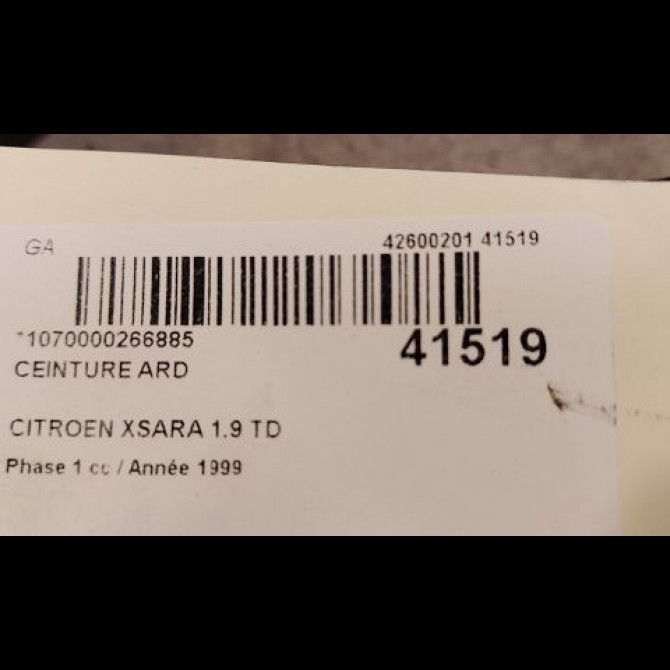 GA
42600201 41519
*1070000266885
41519
CEINTURE ARD
CITROEN XSARA 1.9 TD
Phase 1 cc / Année 1999